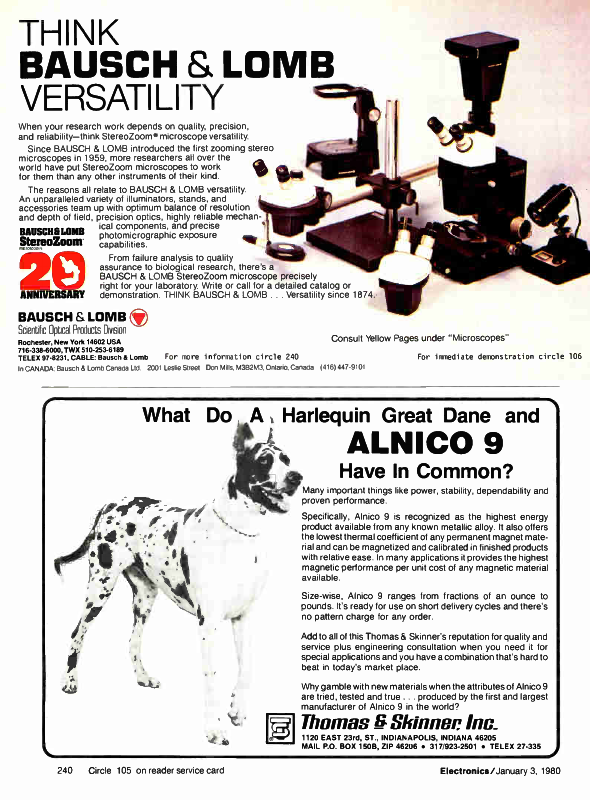 THINK
BAUSCH & LOMB
VERSATILITY
When your research work depends on quality, precision,
and reliability—think StereoZoom® microscope versatility.
Since BAUSCH & LOMB introduced the first zooming stereo
microscopes in 1959, more researchers all over the
world have put StereoZoom microscopes to work
for them than any other instruments of their kind.
The reasons all relate to BAUSCH & LOMB versatility.
An unparalleled variety of illuminators, stands, and
accessories team up with optimum balance of resolution
and depth of field, precision optics, highly reliable mechan-
ical components, and precise
photomicrographic exposure
capabilities.
BAUSCH & LOMB
StereoZoom
20
ANNIVERSARY
From failure analysis to quality
assurance to biological research, there's a
BAUSCH & LOMB StereoZoom microscope precisely
right for your laboratory. Write or call for a detailed catalog or
demonstration. THINK BAUSCH & LOMB . . . Versatility since 1874.
BAUSCH & LOMB
Scientific Optical Products Division
Rochester, New York 14602 USA
716-338-6000, TWX 510-253-6189
TELEX 97-8231, CABLE: Bausch & Lomb
For more information circle 240
Consult Yellow Pages under "Microscopes"
For immediate demonstration circle 106
In CANADA: Bausch & Lomb Canada Ltd. 2001 Leslie Street Don Mills, M3B2M3, Ontario, Canada (416) 447-9101
What Do A Harlequin Great Dane and
ALNICO 9
Have In Common?
Many important things like power, stability, dependability and
proven performance.
Specifically, Alnico 9 is recognized as the highest energy
product available from any known metallic alloy. It also offers
the lowest thermal coefficient of any permanent magnet mate-
rial and can be magnetized and calibrated in finished products
with relative ease. In many applications it provides the highest
magnetic performance per unit cost of any magnetic material
available.
Size-wise, Alnico 9 ranges from fractions of an ounce to
pounds. It's ready for use on short delivery cycles and there's
no pattern charge for any order.
Add to all of this Thomas & Skinner's reputation for quality and
service plus engineering consultation when you need it for
special applications and you have a combination that's hard to
beat in today's market place.
Why gamble with new materials when the attributes of Alnico 9
are tried, tested and true . . . produced by the first and largest
manufacturer of Alnico 9 in the world?
Thomas & Skinner, Inc.
1120 EAST 23rd, ST., INDIANAPOLIS, INDIANA 46205
MAIL P.O. BOX 150B, ZIP 46206 • 317/923-2501 • TELEX 27-335
240 Circle 105 on reader service card
Electronics/January 3, 1980